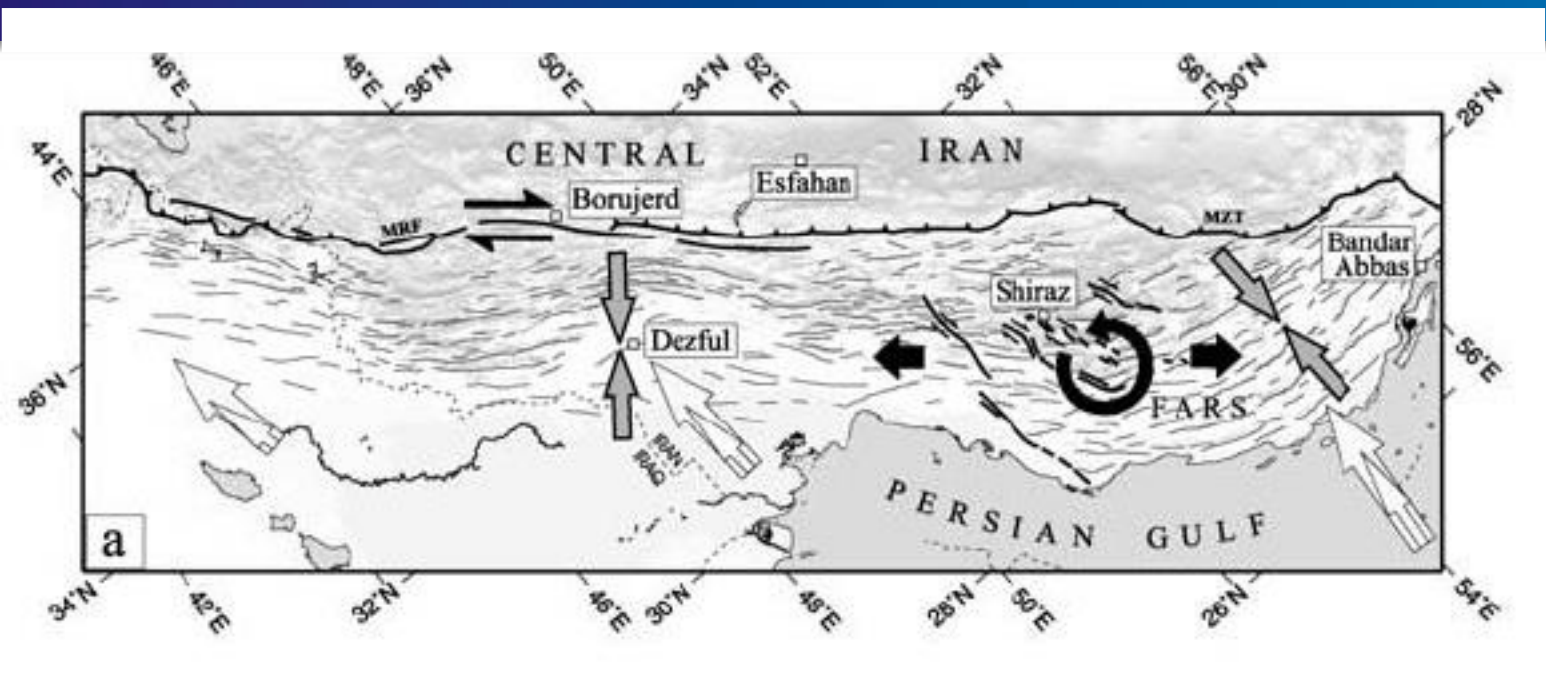 46°E
48°E
36°N
50°E
34°N
52°E
32°N
56°E
30°N
28°N
44°E
CENTRAL IRAN
Esfahan
Borujerd
MRF
MZT
Bandar
Abbas
Shiraz
Dezful
56°E
36°N
FARS
IRAN
IRAQ
PERSIAN GULF
a
34°N
42°E
32°N
46°E
30°N
48°E
28°N
50°E
26°N
54°E